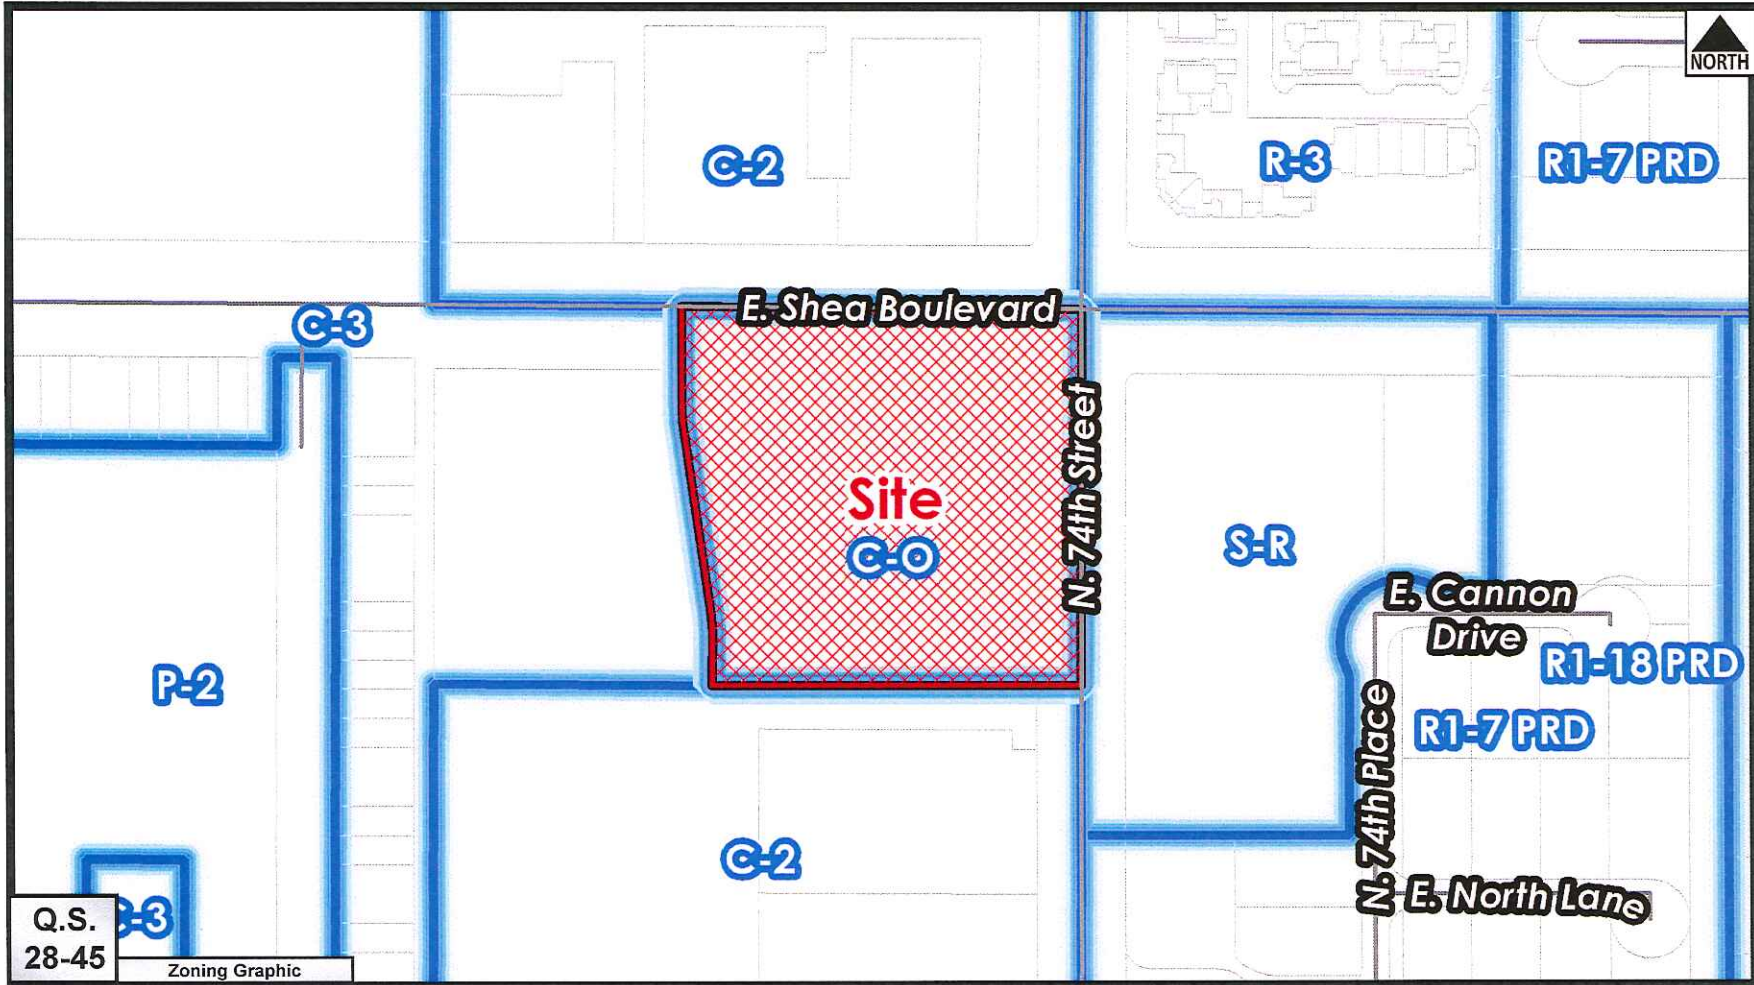 NORTH
C-2
R-3
R1-7 PRD
E. Shea Boulevard
C-3
N. 74th Street
Site
C-O
S-R
E. Cannon
Drive
R1-18 PRD
P-2
R1-7 PRD
N. 74th Place
C-2
E. North Lane
C-3
Q.S.
28-45
Zoning Graphic